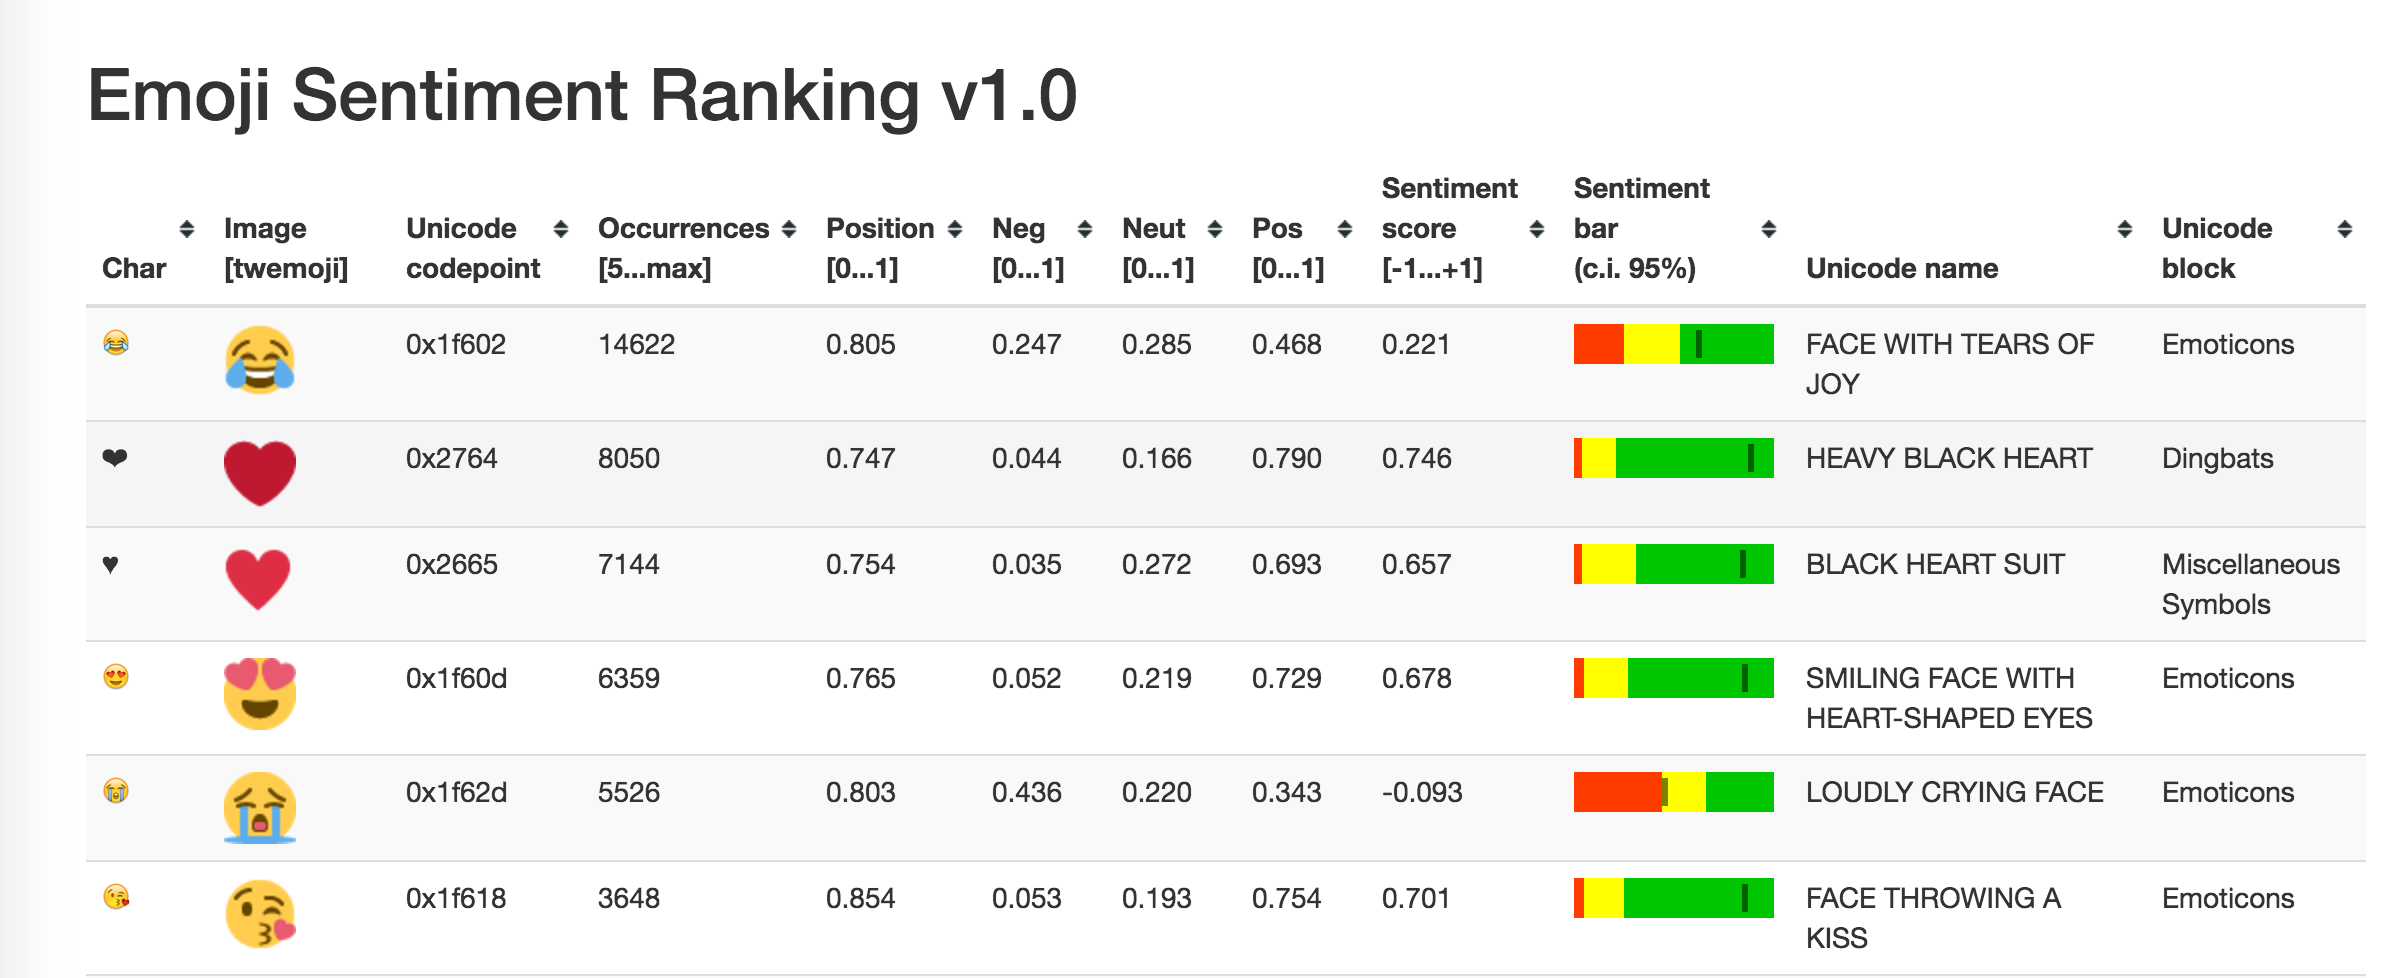 Emoji Sentiment Ranking v1.0
Char Image [twemoji] Unicode codepoint Occurrences [5...max] Position [0...1] Neg [0...1] Neut [0...1] Pos [0...1] Sentiment score [-1...+1] Sentiment bar (c.i. 95%) Unicode name Unicode block
😂 0x1f602 14622 0.805 0.247 0.285 0.468 0.221 FACE WITH TEARS OF JOY Emoticons
❤ 0x2764 8050 0.747 0.044 0.166 0.790 0.746 HEAVY BLACK HEART Dingbats
♥ 0x2665 7144 0.754 0.035 0.272 0.693 0.657 BLACK HEART SUIT Miscellaneous Symbols
😍 0x1f60d 6359 0.765 0.052 0.219 0.729 0.678 SMILING FACE WITH HEART-SHAPED EYES Emoticons
😭 0x1f62d 5526 0.803 0.436 0.220 0.343 -0.093 LOUDLY CRYING FACE Emoticons
😘 0x1f618 3648 0.854 0.053 0.193 0.754 0.701 FACE THROWING A KISS Emoticons